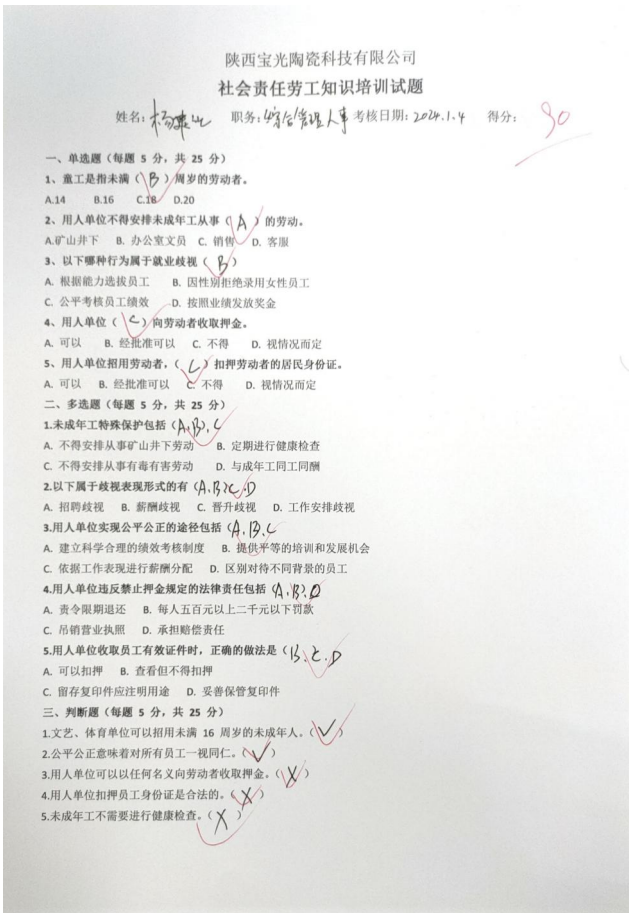 陕西宝光陶瓷科技有限公司
社会责任劳工知识培训试题
姓名： 职务：综合管理人事 考核日期：2024.1.4 得分： 90
一、单选题（每题 5 分，共 25 分）
1、童工是指未满（ B ）周岁的劳动者。
A.14 B.16 C.18 D.20
2、用人单位不得安排未成年工从事（ A ）的劳动。
A.矿山井下 B. 办公室文员 C. 销售 D. 客服
3、以下哪种行为属于就业歧视（ B ）
A. 根据能力选拔员工 B. 因性别拒绝录用女性员工
C. 公平考核员工绩效 D. 按照业绩发放奖金
4、用人单位（ C ）向劳动者收取押金。
A. 可以 B. 经批准可以 C. 不得 D. 视情况而定
5、用人单位招用劳动者，（ C ）扣押劳动者的居民身份证。
A. 可以 B. 经批准可以 C. 不得 D. 视情况而定
二、多选题（每题 5 分，共 25 分）
1.未成年工特殊保护包括（A.B.C
A. 不得安排从事矿山井下劳动 B. 定期进行健康检查
C. 不得安排从事有毒有害劳动 D. 与成年工同工同酬
2.以下属于歧视表现形式的有（A.B.C.D
A. 招聘歧视 B. 薪酬歧视 C. 晋升歧视 D. 工作安排歧视
3.用人单位实现公平公正的途径包括（A.B.C
A. 建立科学合理的绩效考核制度 B. 提供平等的培训和发展机会
C. 依据工作表现进行薪酬分配 D. 区别对待不同背景的员工
4.用人单位违反禁止押金规定的法律责任包括（A.B.D
A. 责令限期退还 B. 每人五百元以上二千元以下罚款
C. 吊销营业执照 D. 承担赔偿责任
5.用人单位收取员工有效证件时，正确的做法是（B.C.D
A. 可以扣押 B. 查看但不得扣押
C. 留存复印件应注明用途 D. 妥善保管复印件
三、判断题（每题 5 分，共 25 分）
1.文艺、体育单位可以招用未满 16 周岁的未成年人。（✓）
2.公平公正意味着对所有员工一视同仁。（✓）
3.用人单位可以以任何名义向劳动者收取押金。（X）
4.用人单位扣押员工身份证是合法的。（X）
5.未成年工不需要进行健康检查。（X）